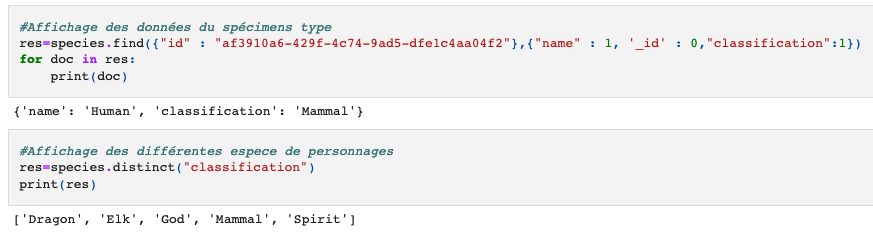 #Affichage des données du spécimens type
res=species.find({"id" : "af3910a6-429f-4c74-9ad5-dfe1c4aa04f2"},{"name" : 1, '_id' : 0,"classification":1})
for doc in res:
    print(doc)
{'name': 'Human', 'classification': 'Mammal'}
#Affichage des différentes espece de personnages
res=species.distinct("classification")
print(res)
['Dragon', 'Elk', 'God', 'Mammal', 'Spirit']